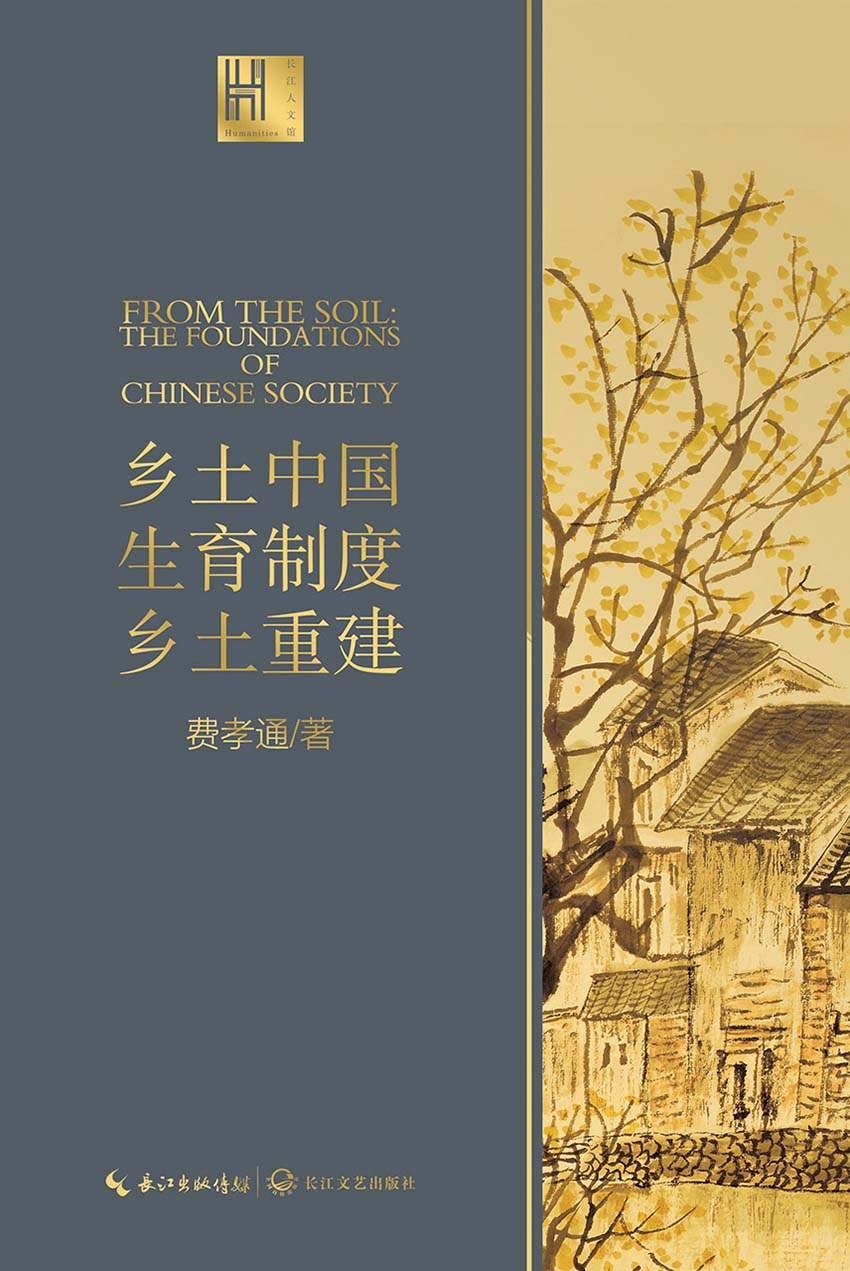 长江人文馆
Humanities
FROM THE SOIL:
THE FOUNDATIONS
OF
CHINESE SOCIETY
乡土中国
生育制度
乡土重建
费孝通/著
长江出版传媒
长江文艺出版社